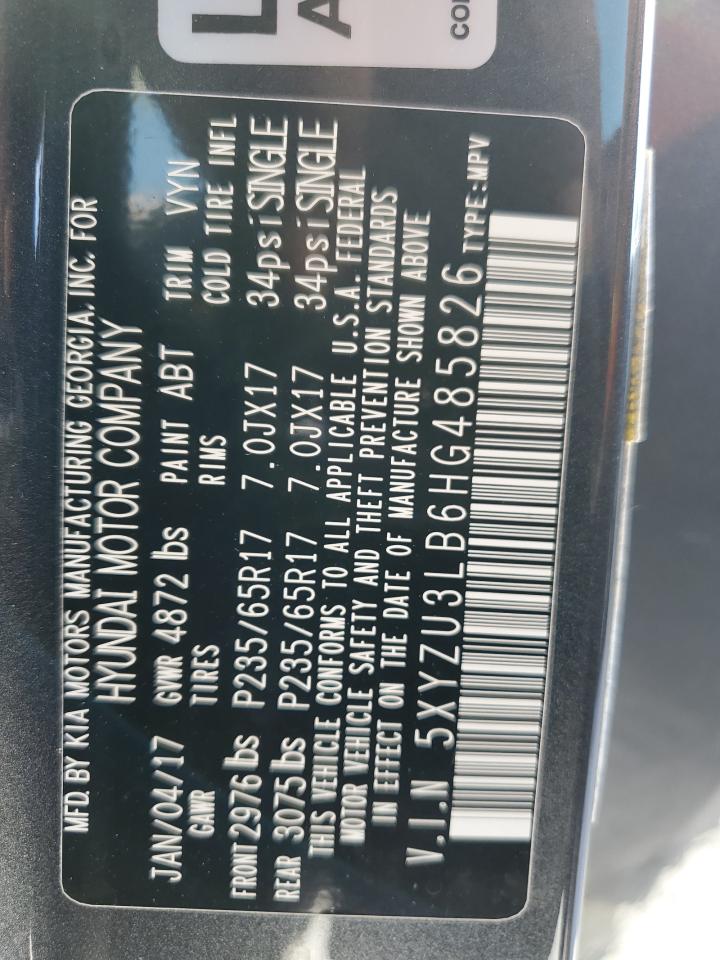 MFD. BY KIA MOTORS MANUFACTURING GEORGIA, INC. FOR
HYUNDAI MOTOR COMPANY
JAN/04/17 GVWR 4872 lbs PAINT ABT TRIM VYN
GAWR TIRES RIMS COLD TIRE INFL
FRONT 2976 lbs P235/65R17 7.0JX17 34psi SINGLE
REAR 3075 lbs P235/65R17 7.0JX17 34psi SINGLE
THIS VEHICLE CONFORMS TO ALL APPLICABLE U.S.A. FEDERAL
MOTOR VEHICLE SAFETY AND THEFT PREVENTION STANDARDS
IN EFFECT ON THE DATE OF MANUFACTURE SHOWN ABOVE
V.I.N 5XYZU3LB6HG485826 TYPE:MPV